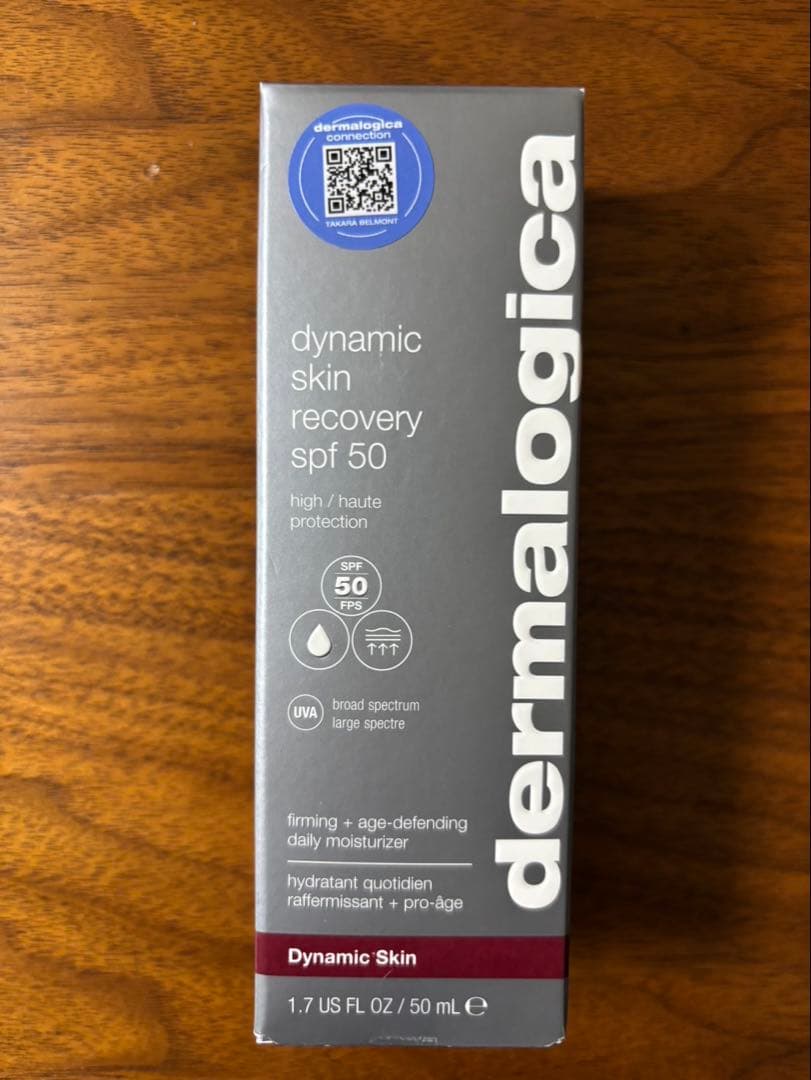 dermalogica
connection
TAKARA BELMONT
dynamic
skin
recovery
spf 50
high / haute
protection
SPF
50
FPS
UVA
broad spectrum
large spectre
firming + age-defending
daily moisturizer
hydratant quotidien
raffermissant + pro-âge
Dynamic Skin
1.7 US FL OZ / 50 mL ℮
dermalogica